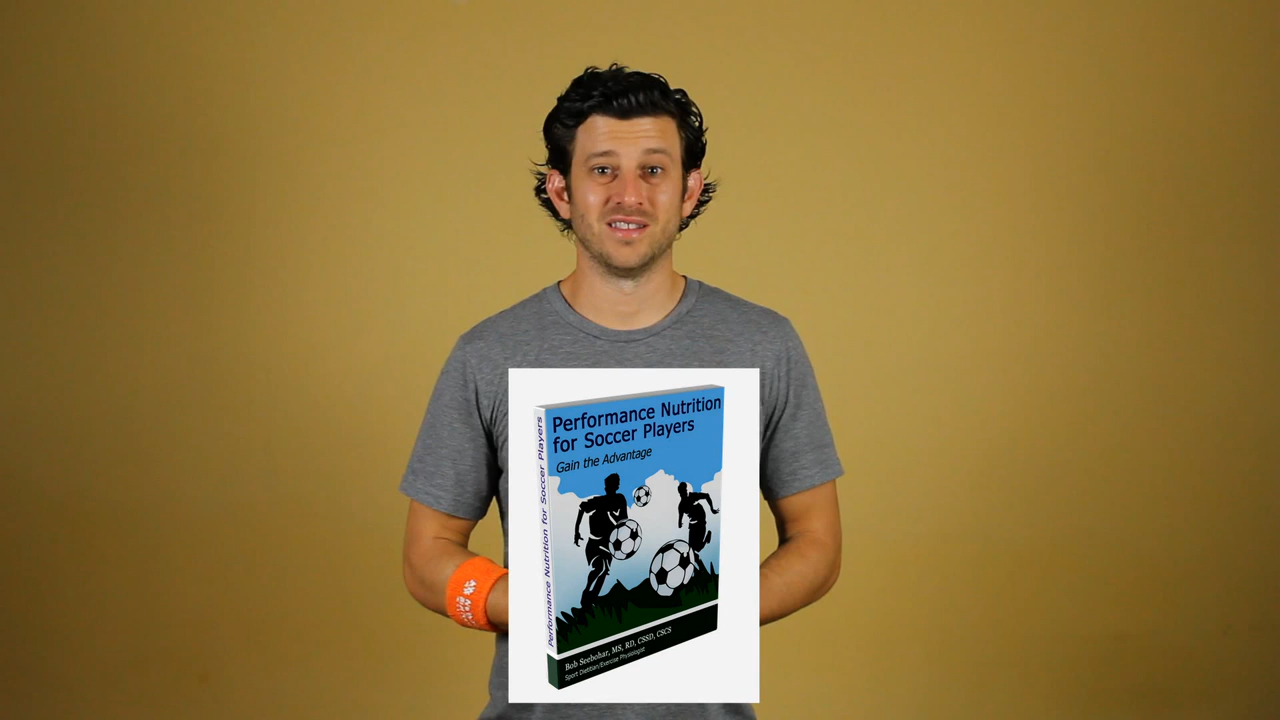 Performance Nutrition
for Soccer Players
Gain the Advantage
Performance Nutrition for Soccer Players
Bob Seebohar, MS, RD, CSSD, CSCS
Sport Dietitian/Exercise Physiologist